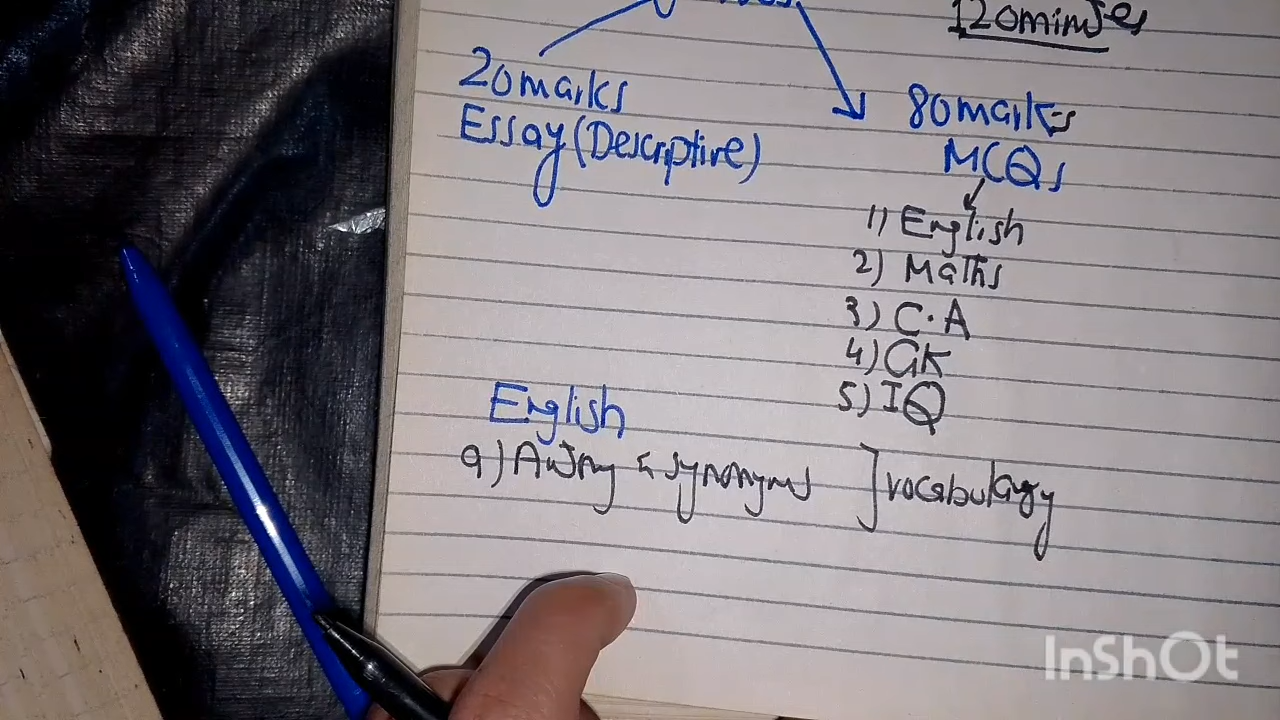 120minutes
20marks
Essay (Descriptive)
80marks
MCQs
1) English
2) Maths
3) C.A
4) GK
5) IQ
English
a) & synonyms ] vocabulary
InShOt